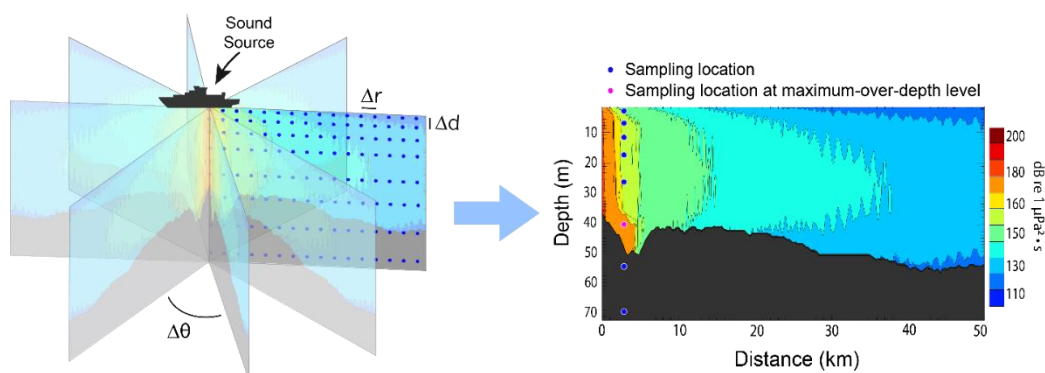 Sound
Source
Δr
Δd
Δθ
Sampling location
Sampling location at maximum-over-depth level
Depth (m)
10
20
30
40
50
60
70
0
10
20
30
40
50
Distance (km)
200
180
160
150
130
110
dB re 1 µPa²•s